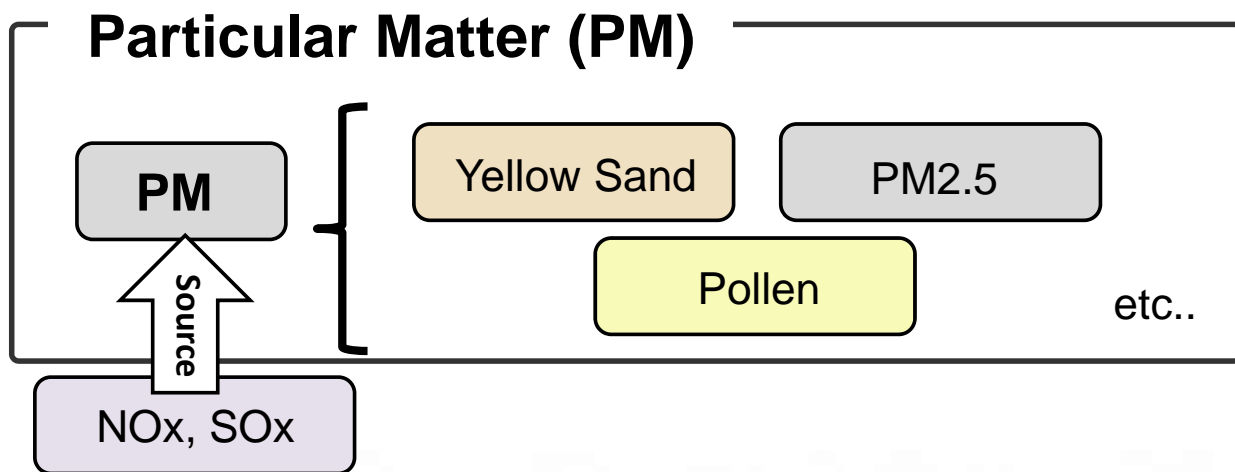 Particular Matter (PM)
PM
Yellow Sand
PM2.5
Pollen
etc..
Source
NOx, SOx